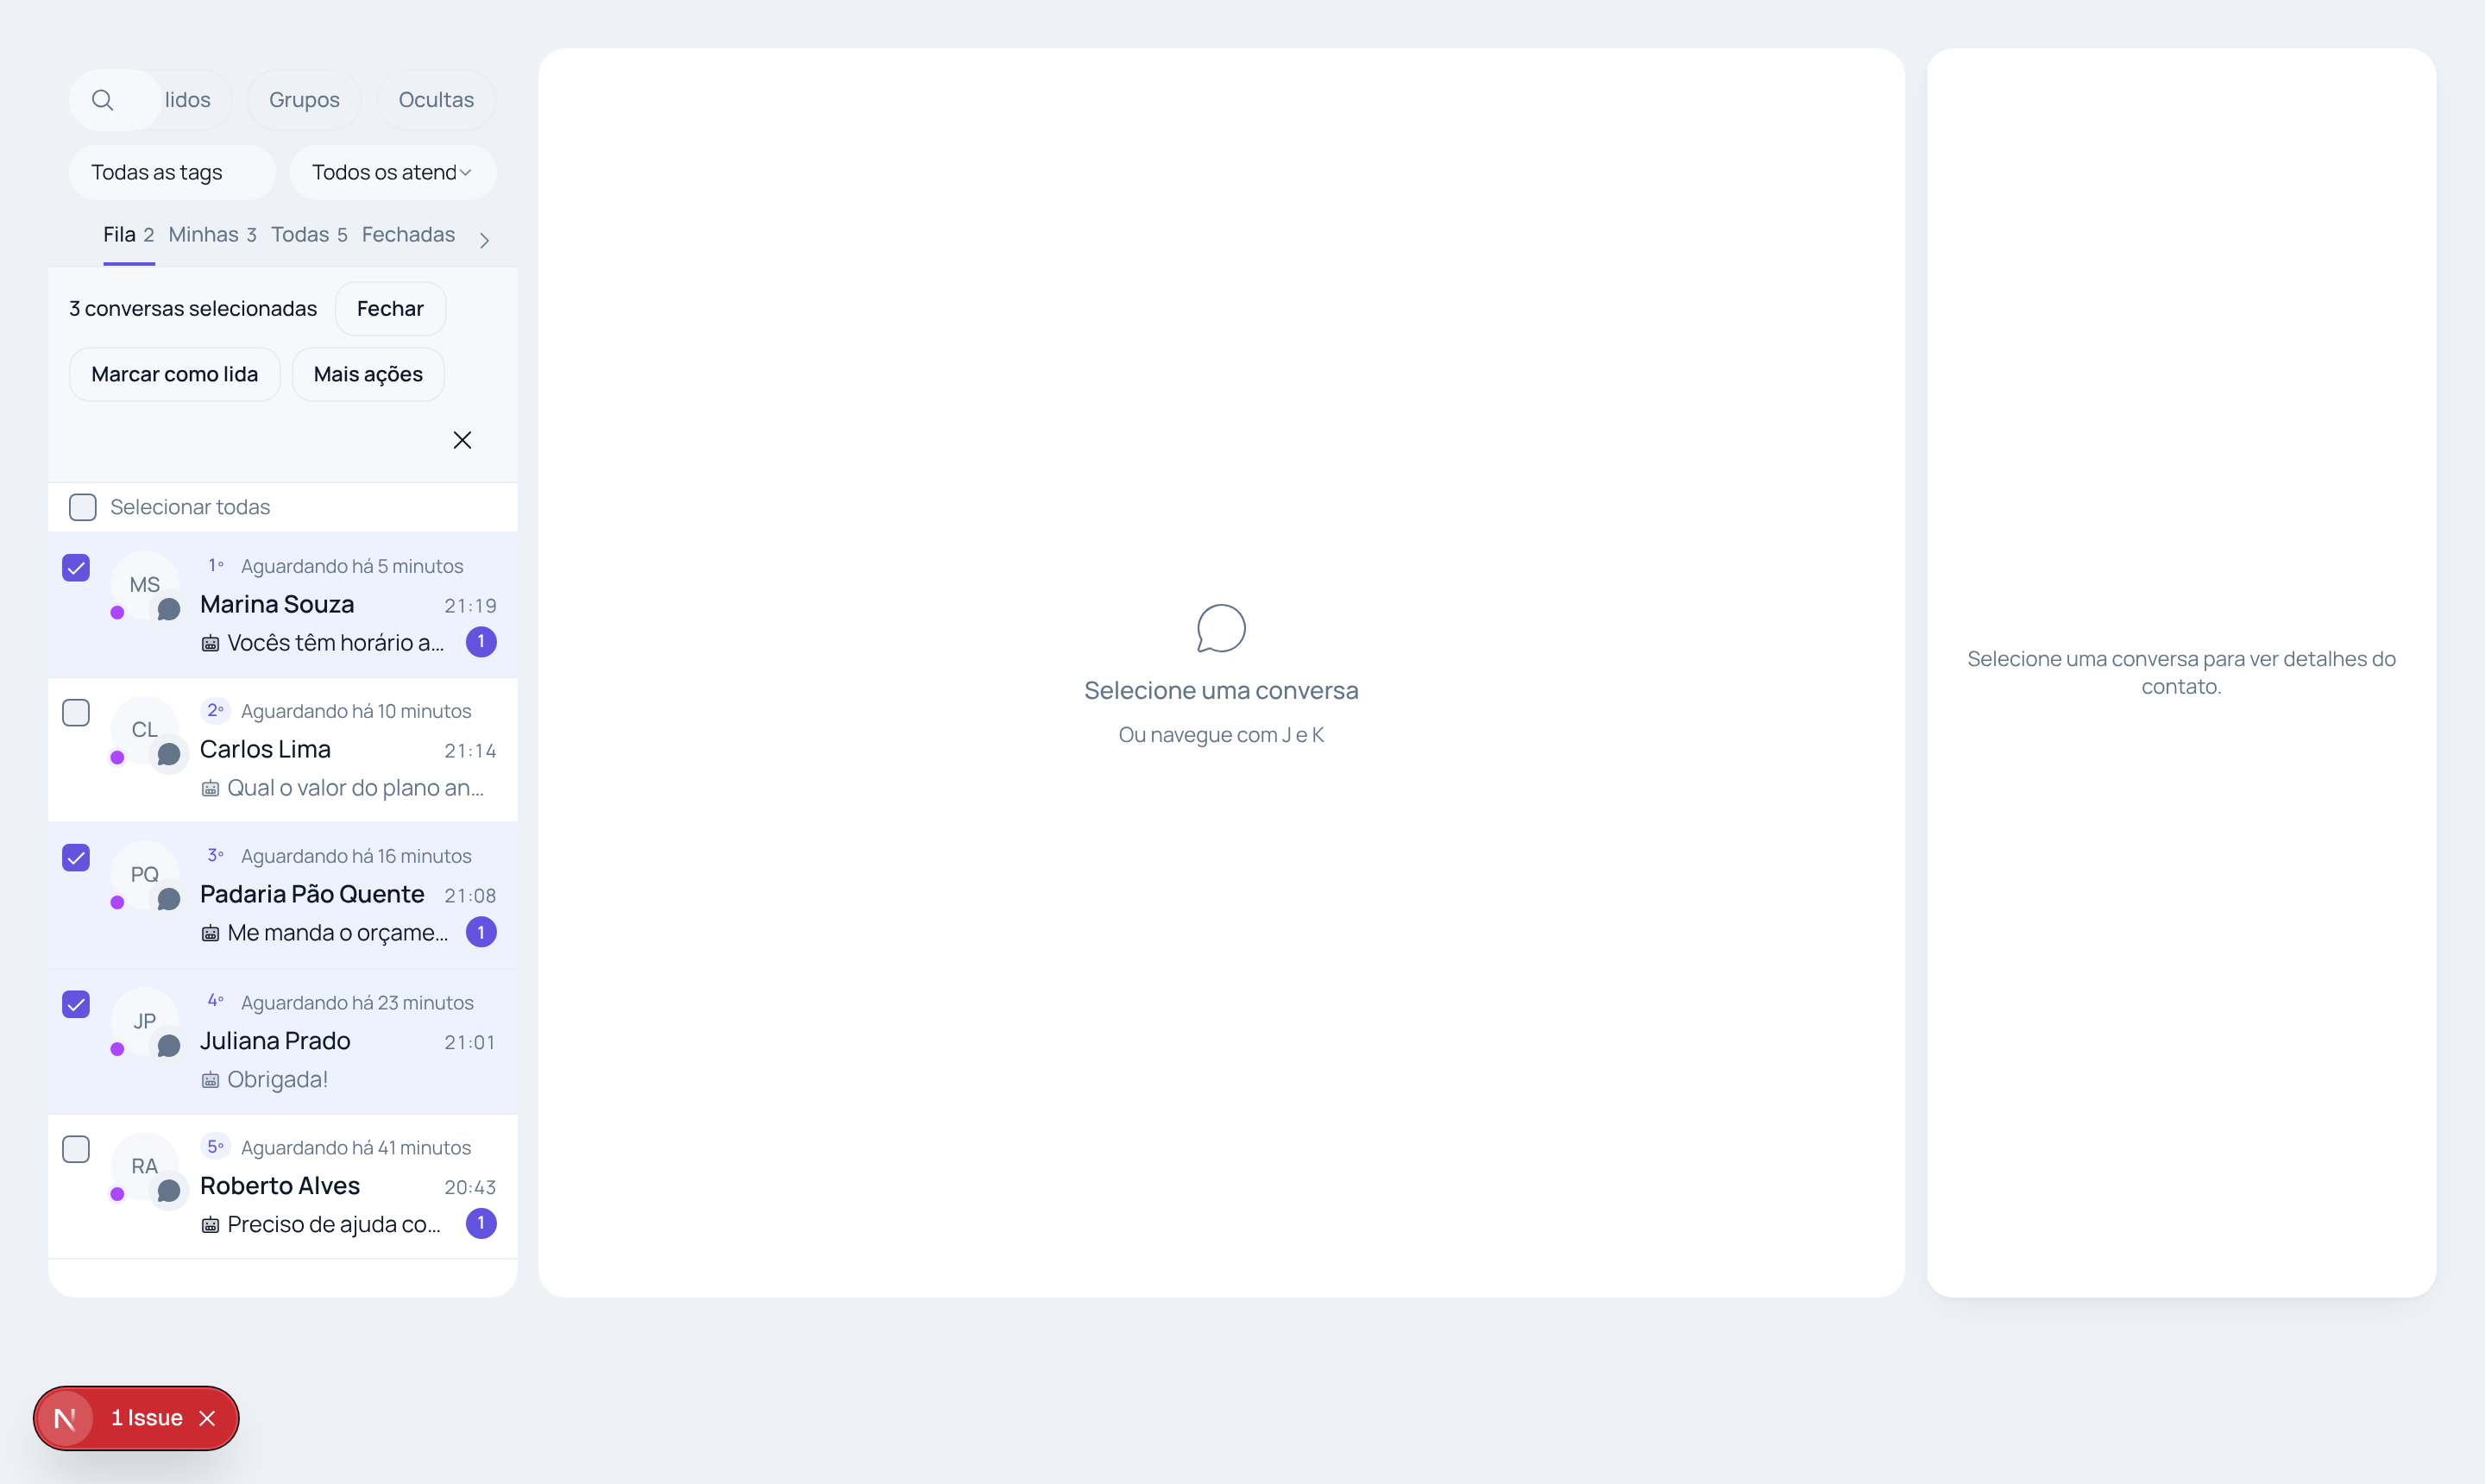 lidos Grupos Ocultas
Todas as tags Todos os atend
Fila 2 Minhas 3 Todas 5 Fechadas
3 conversas selecionadas Fechar
Marcar como lida Mais ações
Selecionar todas
MS 1º Aguardando há 5 minutos
Marina Souza 21:19
Vocês têm horário a... 1
CL 2º Aguardando há 10 minutos
Carlos Lima 21:14
Qual o valor do plano an...
PQ 3º Aguardando há 16 minutos
Padaria Pão Quente 21:08
Me manda o orçame... 1
JP 4º Aguardando há 23 minutos
Juliana Prado 21:01
Obrigada!
RA 5º Aguardando há 41 minutos
Roberto Alves 20:43
Preciso de ajuda co... 1
Selecione uma conversa
Ou navegue com J e K
Selecione uma conversa para ver detalhes do
contato.
N 1 Issue